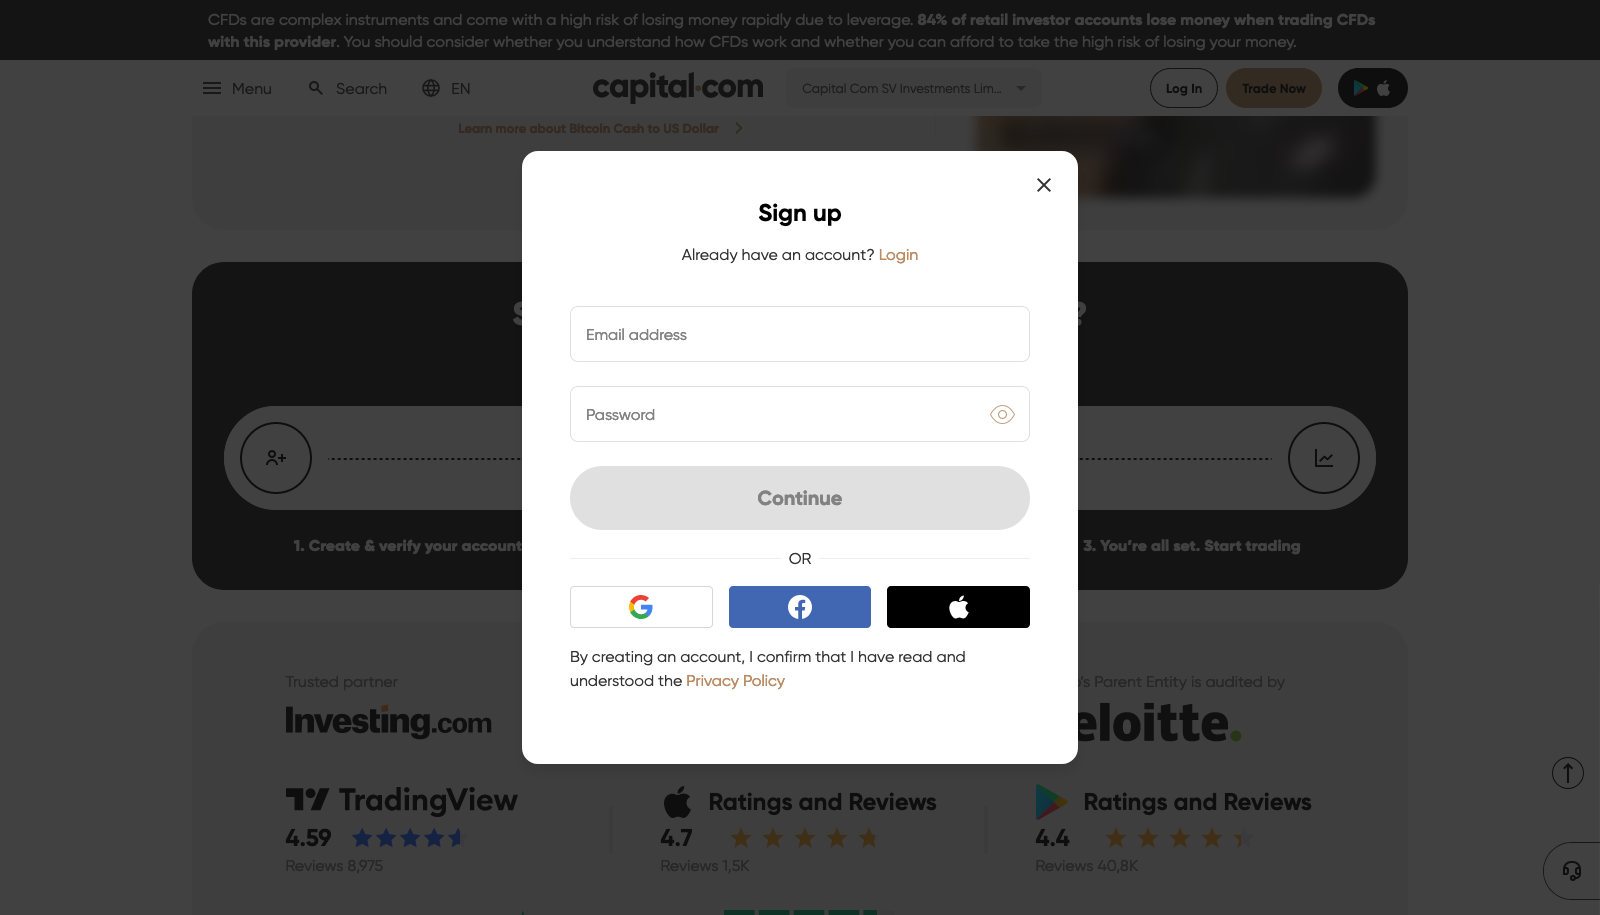 CFDs are complex instruments and come with a high risk of losing money rapidly due to leverage. 84% of retail investor accounts lose money when trading CFDs
with this provider. You should consider whether you understand how CFDs work and whether you can afford to take the high risk of losing your money.
Menu
Search
EN
capital.com
Capital Com SV Investments Lim...
Log In
Trade Now
Learn more about Bitcoin Cash to US Dollar
Sign up
Already have an account? Login
Email address
Password
Continue
1. Create & verify your account
3. You're all set. Start trading
OR
By creating an account, I confirm that I have read and
understood the Privacy Policy
Trusted partner
Investing.com
's Parent Entity is audited by
eloitte.
TradingView
4.59
Reviews 8,975
Ratings and Reviews
4.7
Reviews 1,5K
Ratings and Reviews
4.4
Reviews 40,8K